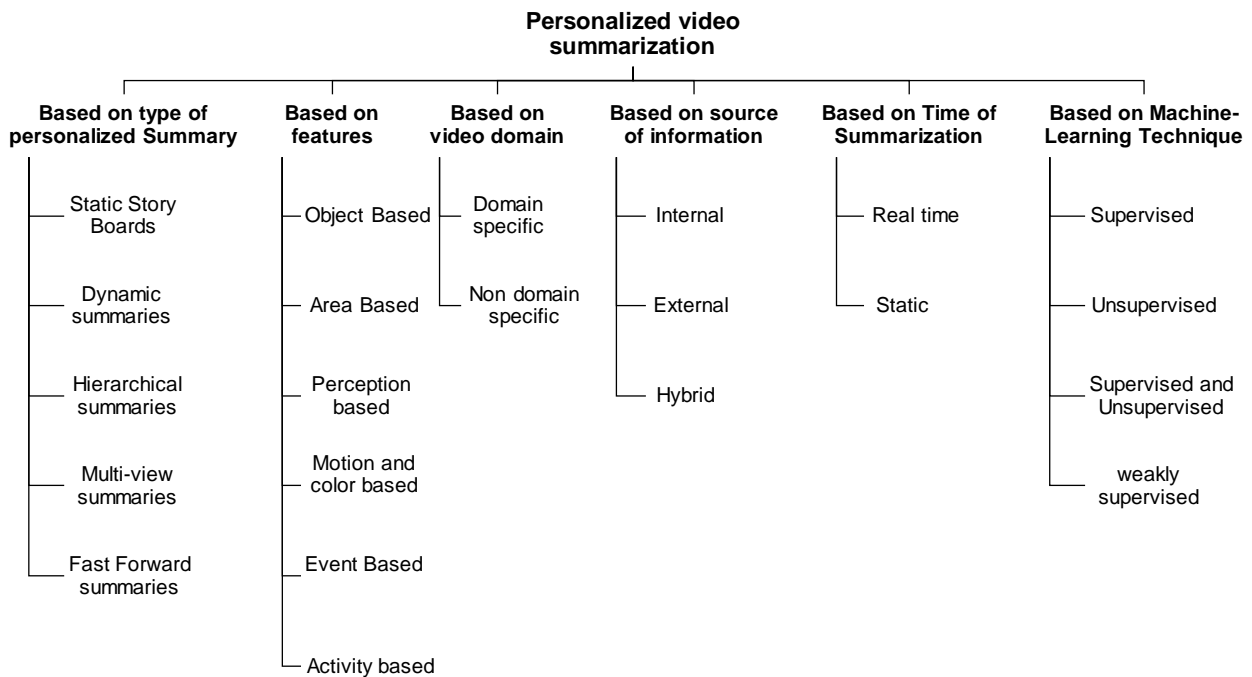 Personalized video
summarization
Based on type of
personalized Summary
Static Story
Boards
Dynamic
summaries
Hierarchical
summaries
Multi-view
summaries
Fast Forward
summaries
Based on
features
Object Based
Area Based
Perception
based
Motion and
color based
Event Based
Activity based
Based on
video domain
Domain
specific
Non domain
specific
Based on source
of information
Internal
External
Hybrid
Based on Time of
Summarization
Real time
Static
Based on Machine-
Learning Technique
Supervised
Unsupervised
Supervised and
Unsupervised
weakly
supervised